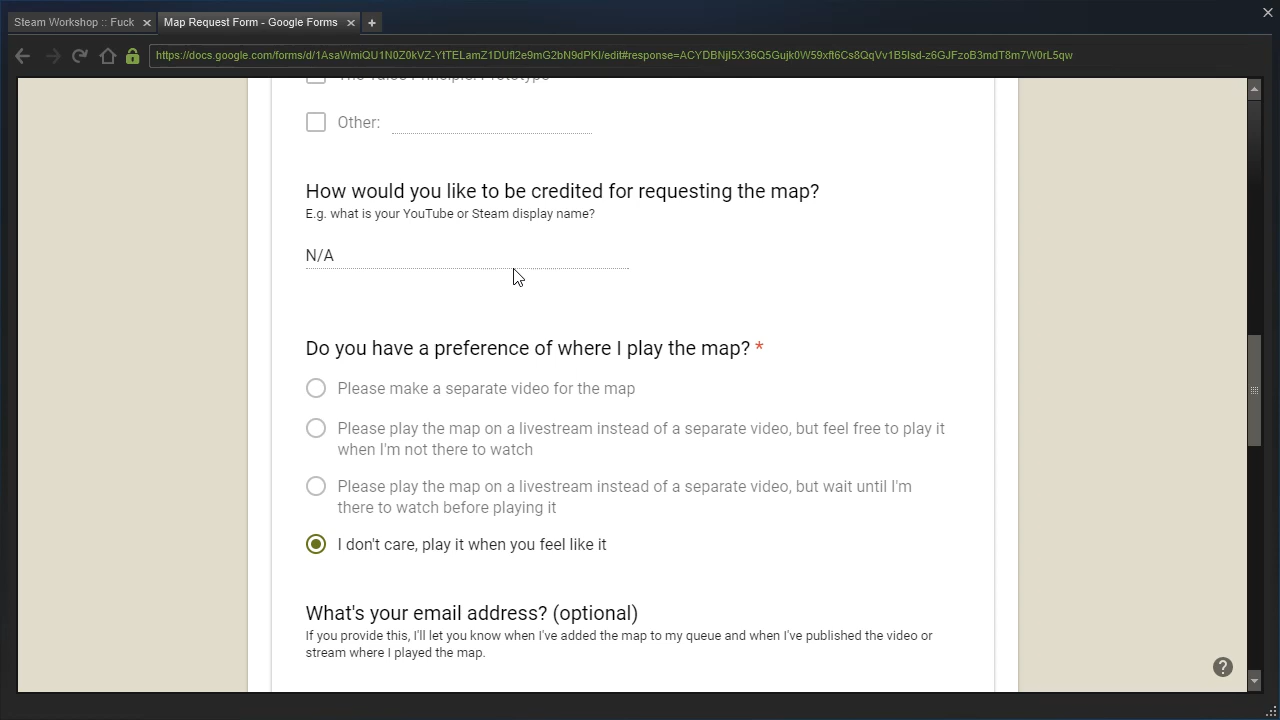 Steam Workshop :: Fuck
Map Request Form - Google Forms
https://docs.google.com/forms/d/1AsaWmiQU1N0Z0kVZ-YtTELamZ1DUfl2e9mG2bN9dPKI/edit#response=ACYDBNjI5X36Q5Gujk0W59xft6Cs8QqVv1B5Isd-z6GJFzoB3mdT8m7W0rL5qw
The Talos Principle: Prototype
Other:
How would you like to be credited for requesting the map?
E.g. what is your YouTube or Steam display name?
N/A
Do you have a preference of where I play the map? *
Please make a separate video for the map
Please play the map on a livestream instead of a separate video, but feel free to play it
when I'm not there to watch
Please play the map on a livestream instead of a separate video, but wait until I'm
there to watch before playing it
I don't care, play it when you feel like it
What's your email address? (optional)
If you provide this, I'll let you know when I've added the map to my queue and when I've published the video or
stream where I played the map.